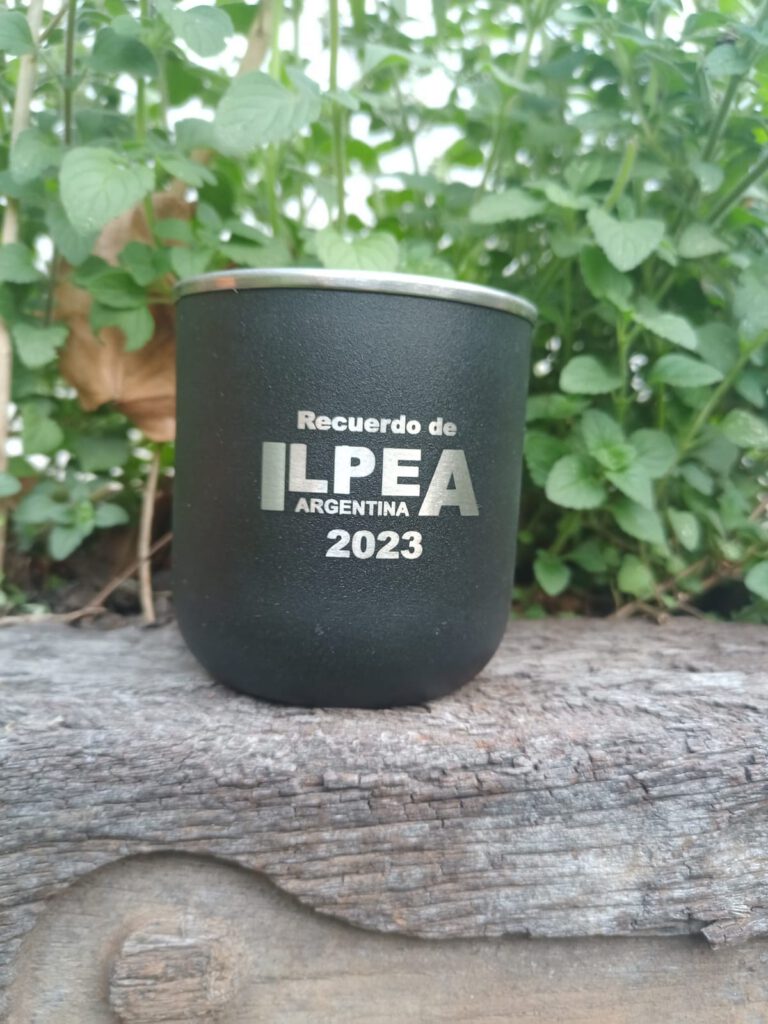 Recuerdo de
ILPEA
ARGENTINA
2023